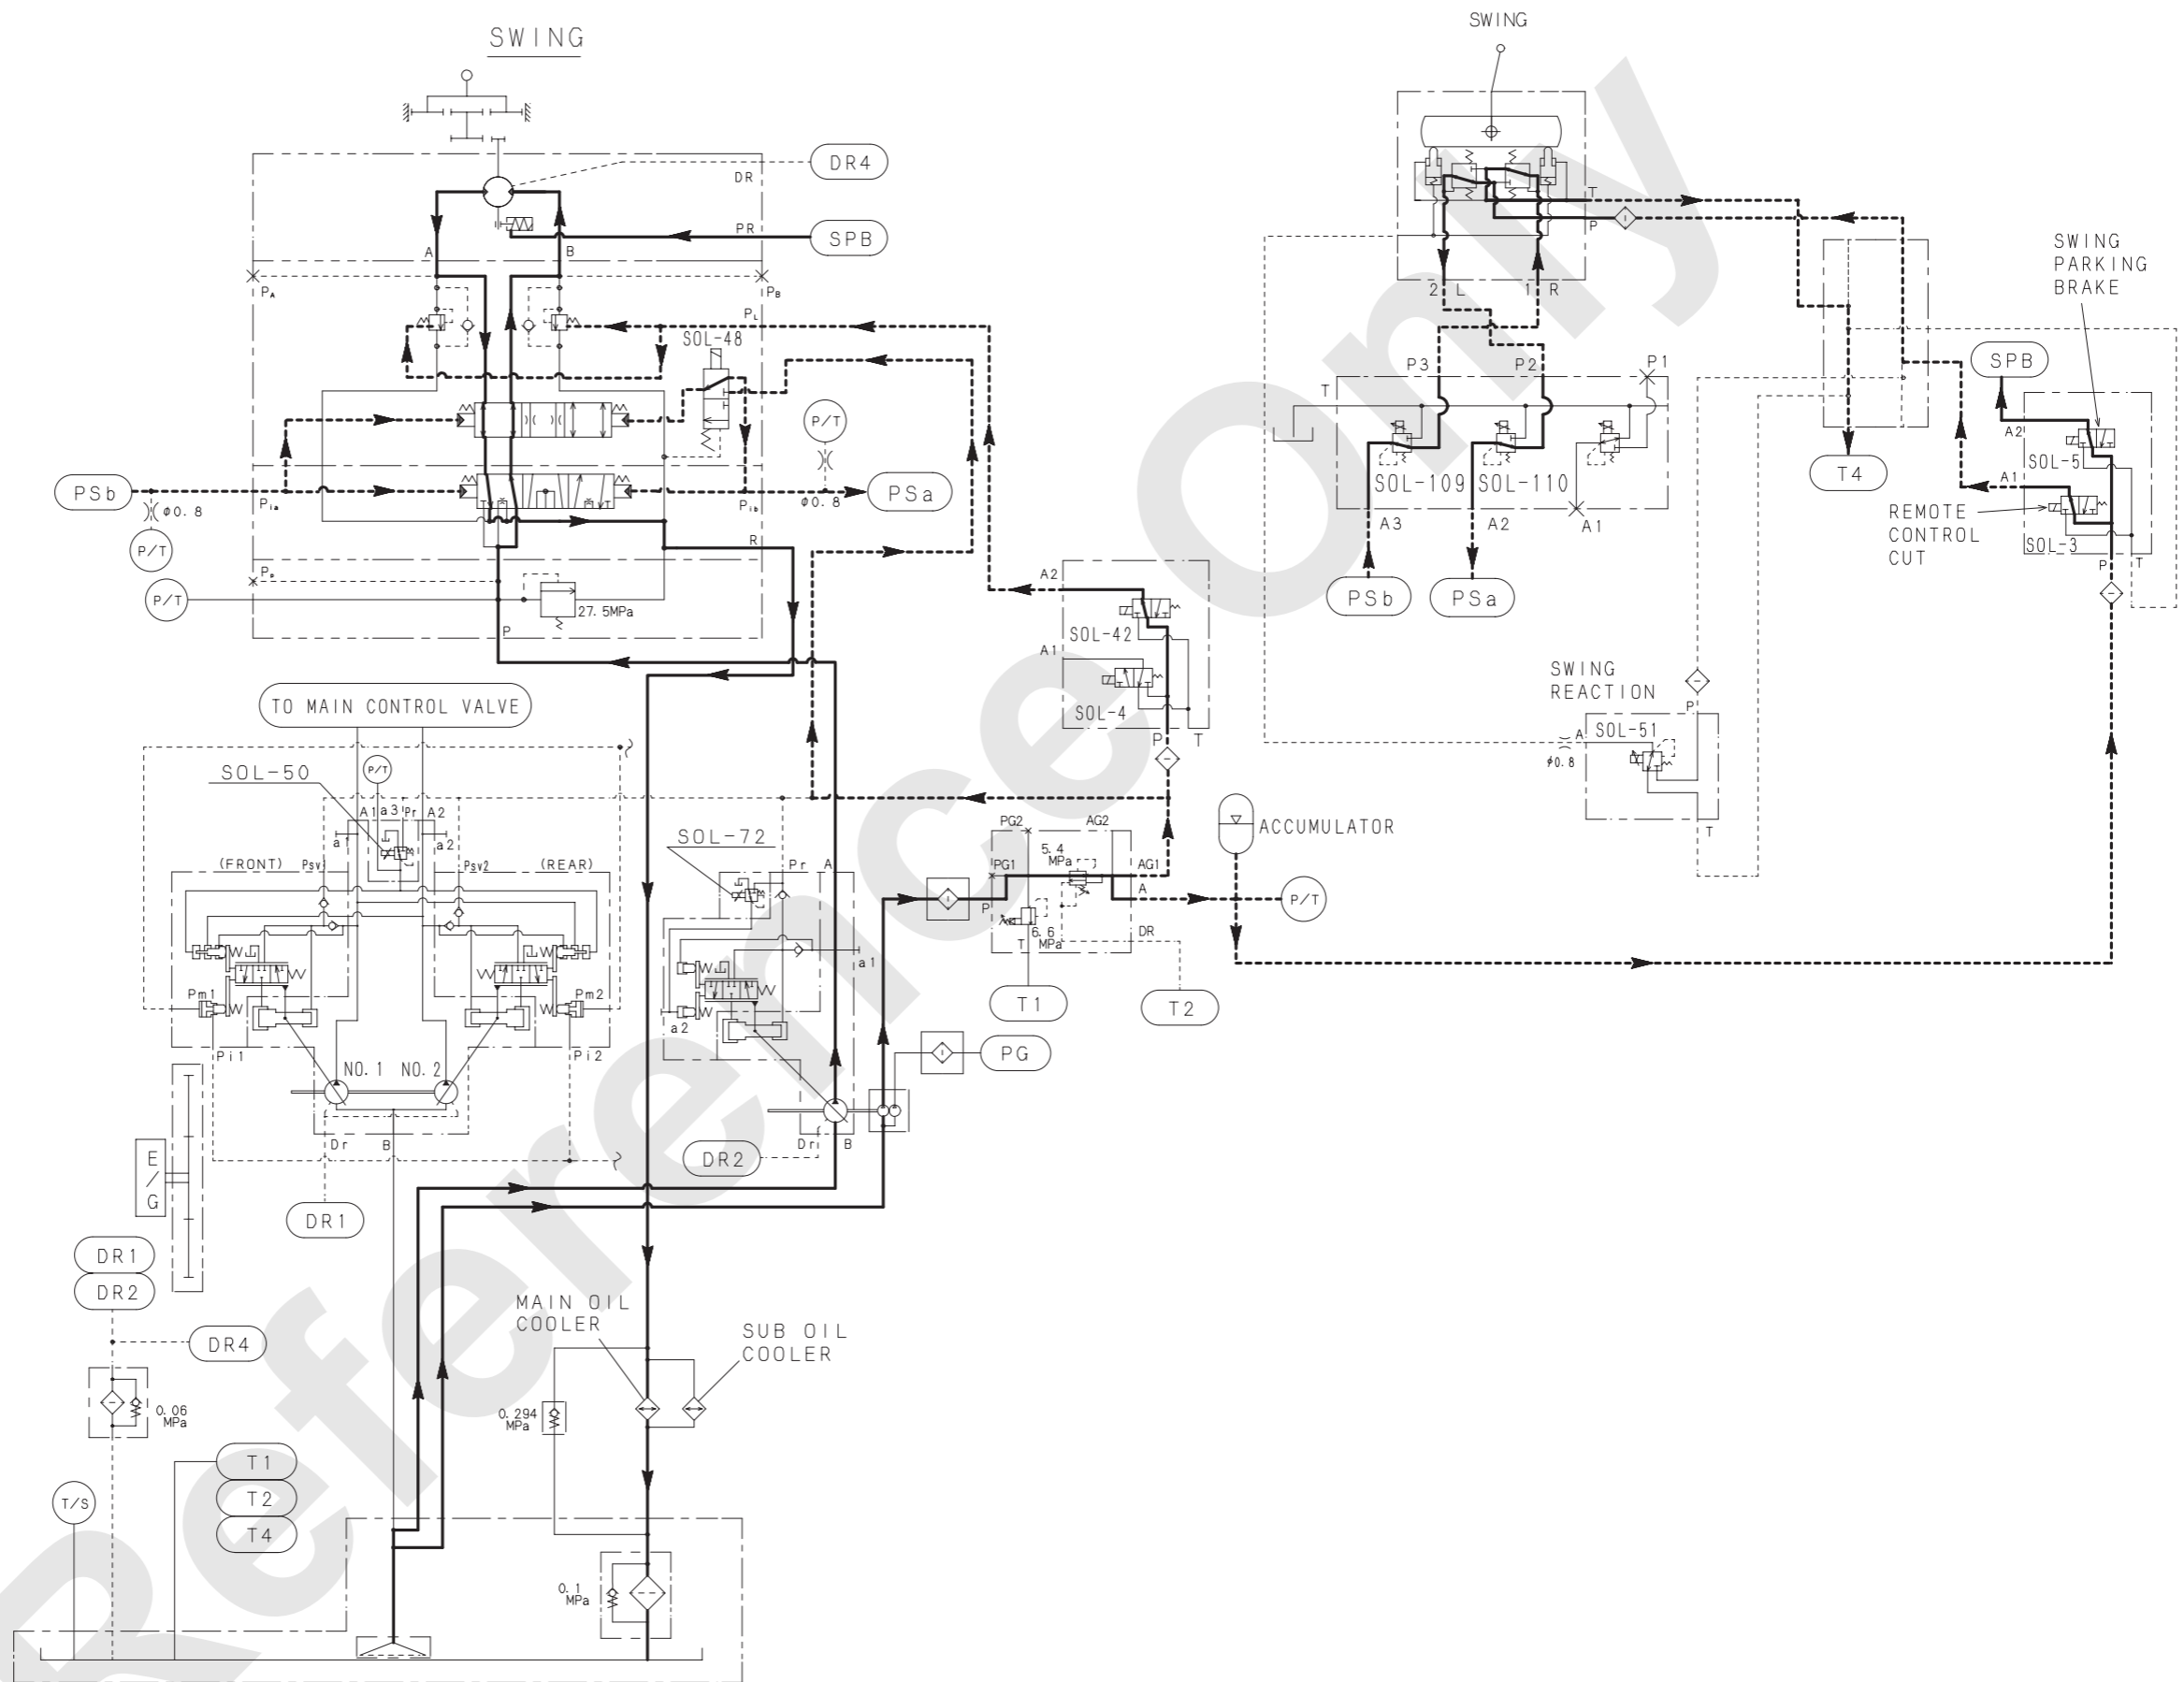 SWING
DR
DR4
PR
SPB
A
B
PA
PB
PL
SOL-48
P/T
PSb
φ0.8
P/T
Pia
Pib
φ0.8
PSa
R
Pp
P/T
27.5MPa
P
SWING
T
P
2 L
1 R
P3
P2
P1
T
SOL-109
SOL-110
A3
A2
A1
PSb
PSa
T4
SWING
PARKING
BRAKE
SPB
A2
SOL-5
A1
REMOTE
CONTROL
CUT
SOL-3
P
T
A2
SOL-42
A1
SOL-4
P
T
SWING
REACTION
P
SOL-51
A
φ0.8
T
TO MAIN CONTROL VALVE
SOL-50
P/T
A1
a3
Pr
A2
a1
a2
(FRONT)
Psv1
Psv2
(REAR)
Pm1
Pm2
Pi1
Pi2
NO.1
NO.2
Dr
B
E
/
G
DR1
SOL-72
Pr
A
a1
a2
Dr
B
DR2
PG2
AG2
5.4
MPa
PG1
AG1
A
P
6.6
MPa
DR
T
T1
T2
PG
ACCUMULATOR
P/T
DR1
DR2
DR4
0.06
MPa
MAIN OIL
COOLER
SUB OIL
COOLER
0.294
MPa
T1
T2
T4
T/S
0.1
MPa
Reference Only